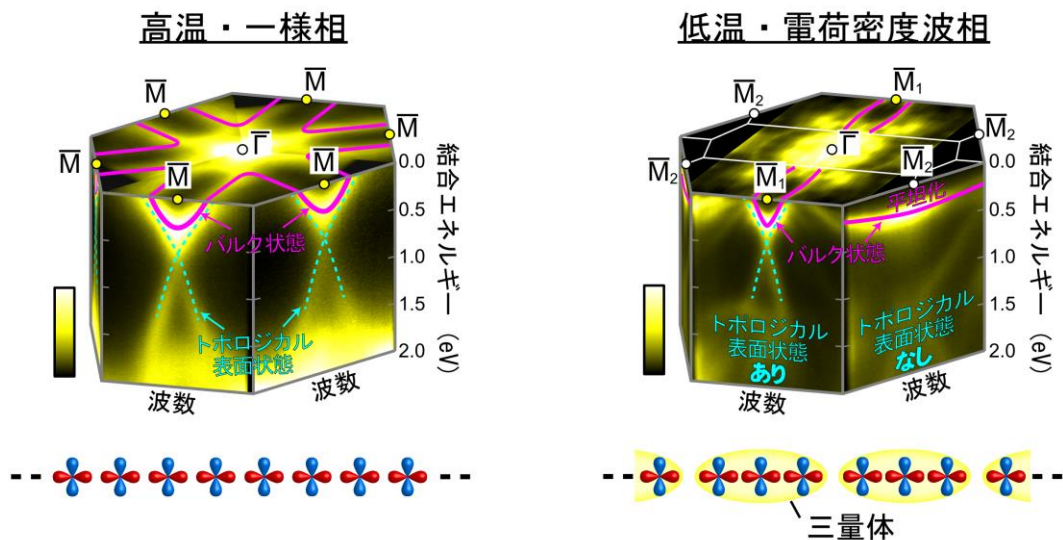 高温・一様相
M̅
M̅
M̅
M̅
M̅
M̅
Γ̅
バルク状態
トホロジカル
表面状態
0.0
0.5
1.0
1.5
2.0
結合エネルギー (eV)
波数
波数
低温・電荷密度波相
M̅₁
M̅₂
M̅₂
M̅₂
M̅₂
M̅₁
Γ̅
平坦化
バルク状態
トホロジカル
表面状態
あり
トホロジカル
表面状態
なし
0.0
0.5
1.0
1.5
2.0
結合エネルギー (eV)
波数
波数
三量体